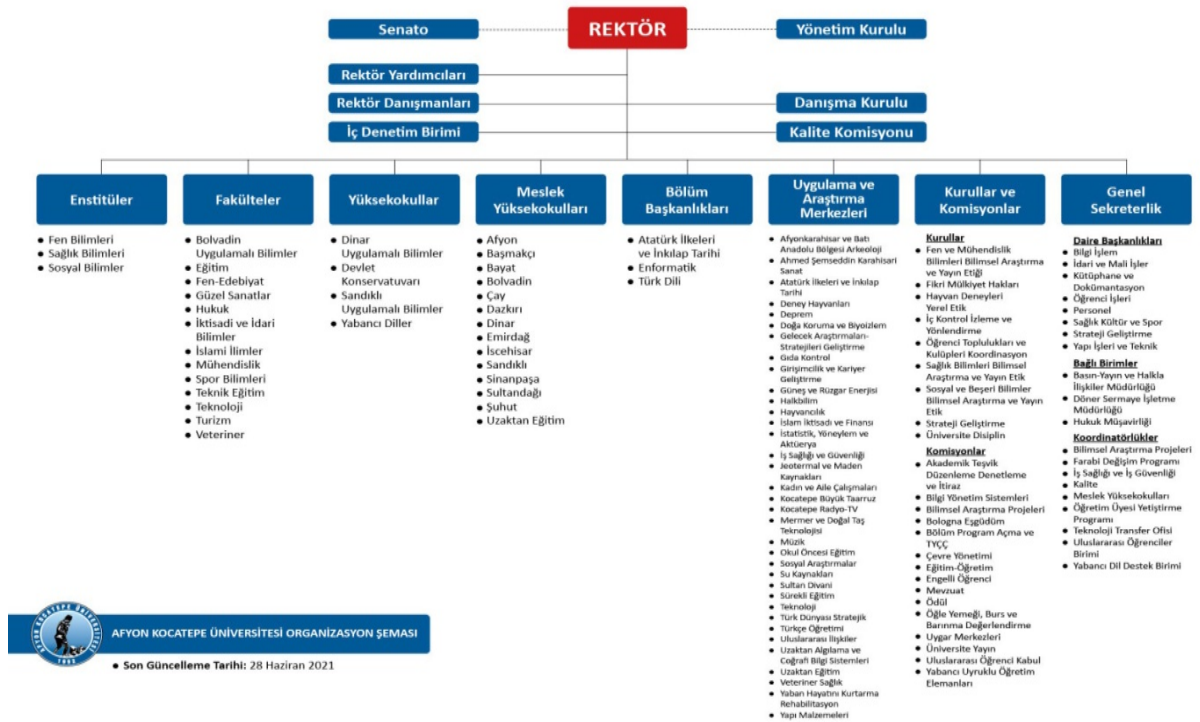 Senato
REKTÖR
Yönetim Kurulu
Rektör Yardımcıları
Rektör Danışmanları
Danışma Kurulu
İç Denetim Birimi
Kalite Komisyonu
Enstitüler
• Fen Bilimleri
• Sağlık Bilimleri
• Sosyal Bilimler
Fakülteler
• Bolvadin
Uygulamalı Bilimler
• Eğitim
• Fen-Edebiyat
• Güzel Sanatlar
• Hukuk
• İktisadi ve İdari
Bilimler
• İslami İlimler
• Mühendislik
• Spor Bilimleri
• Teknik Eğitim
• Teknoloji
• Turizm
• Veteriner
Yüksekokullar
• Dinar
Uygulamalı Bilimler
• Devlet
Konservatuvarı
• Sandıklı
Uygulamalı Bilimler
• Yabancı Diller
Meslek
Yüksekokulları
• Afyon
• Başmakçı
• Bayat
• Bolvadin
• Çay
• Dazkırı
• Dinar
• Emirdağ
• İscehisar
• Sandıklı
• Sinanpaşa
• Sultandağı
• Şuhut
• Uzaktan Eğitim
Bölüm
Başkanlıkları
• Atatürk İlkeleri
ve İnkılap Tarihi
• Enformatik
• Türk Dili
Uygulama ve
Araştırma
Merkezleri
• Afyonkarahisar ve Batı
Anadolu Bölgesi Arkeoloji
• Ahmed Şemseddin Karahisari
Sanat
• Atatürk İlkeleri ve İnkılap
Tarihi
• Deney Hayvanları
• Deprem
• Doğa Koruma ve Biyoizlem
• Gelecek Araştırmaları-
Stratejileri Geliştirme
• Gıda Kontrol
• Girişimcilik ve Kariyer
Geliştirme
• Güneş ve Rüzgar Enerjisi
• Halkbilim
• Hayvancılık
• İslam İktisadı ve Finansı
• İstatistik, Yöneylem ve
Aktüerya
• İş Sağlığı ve Güvenliği
• Jeotermal ve Maden
Kaynakları
• Kadın ve Aile Çalışmaları
• Kocatepe Büyük Taarruz
• Kocatepe Radyo-TV
• Mermer ve Doğal Taş
Teknolojisi
• Müzik
• Okul Öncesi Eğitim
• Sosyal Araştırmalar
• Su Kaynakları
• Sultan Divani
• Sürekli Eğitim
• Teknoloji
• Türk Dünyası Stratejik
• Türkçe Öğretimi
• Uluslararası İlişkiler
• Uzaktan Algılama ve
Coğrafi Bilgi Sistemleri
• Uzaktan Eğitim
• Veteriner Sağlık
• Yaban Hayatını Kurtarma
Rehabilitasyon
• Yapı Malzemeleri
Kurullar ve
Komisyonlar
Kurullar
• Fen ve Mühendislik
Bilimleri Bilimsel Araştırma
ve Yayın Etiği
• Fikri Mülkiyet Hakları
• Hayvan Deneyleri
Yerel Etik
• İç Kontrol İzleme ve
Yönlendirme
• Öğrenci Toplulukları ve
Kulüpleri Koordinasyon
• Sağlık Bilimleri Bilimsel
Araştırma ve Yayın Etik
• Sosyal ve Beşeri Bilimler
Bilimsel Araştırma ve Yayın
Etik
• Strateji Geliştirme
• Üniversite Disiplin
Komisyonlar
• Akademik Teşvik
Düzenleme Denetleme
ve İtiraz
• Bilgi Yönetim Sistemleri
• Bilimsel Araştırma Projeleri
• Bologna Eşgüdüm
• Bölüm Program Açma ve
TYÇÇ
• Çevre Yönetimi
• Eğitim-Öğretim
• Engelli Öğrenci
• Mevzuat
• Ödül
• Öğle Yemeği, Burs ve
Barınma Değerlendirme
• Uygar Merkezleri
• Üniversite Yayın
• Uluslararası Öğrenci Kabul
• Yabancı Uyruklu Öğretim
Elemanları
Genel
Sekreterlik
Daire Başkanlıkları
• Bilgi İşlem
• İdari ve Mali İşler
• Kütüphane ve
Dokümantasyon
• Öğrenci İşleri
• Personel
• Sağlık Kültür ve Spor
• Strateji Geliştirme
• Yapı İşleri ve Teknik
Bağlı Birimler
• Basın-Yayın ve Halkla
İlişkiler Müdürlüğü
• Döner Sermaye İşletme
Müdürlüğü
• Hukuk Müşavirliği
Koordinatörlükler
• Bilimsel Araştırma Projeleri
• Farabi Değişim Programı
• İş Sağlığı ve İş Güvenliği
• Kalite
• Meslek Yüksekokulları
• Öğretim Üyesi Yetiştirme
Programı
• Teknoloji Transfer Ofisi
• Uluslararası Öğrenciler
Birimi
• Yabancı Dil Destek Birimi
AFYON KOCATEPE ÜNİVERSİTESİ
1992
AFYON KOCATEPE ÜNİVERSİTESİ ORGANİZASYON ŞEMASI
• Son Güncelleme Tarihi: 28 Haziran 2021